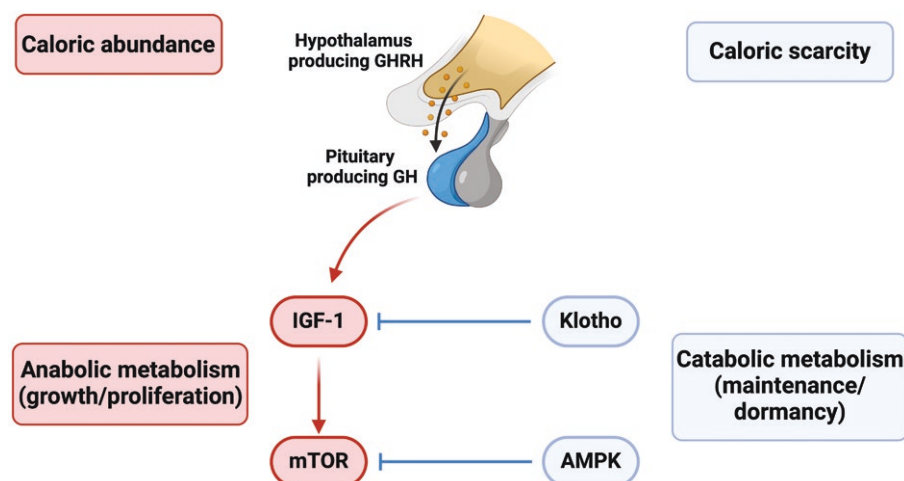 Caloric abundance
Hypothalamus
producing GHRH
Caloric scarcity
Pituitary
producing GH
IGF-1
Klotho
Anabolic metabolism
(growth/proliferation)
Catabolic metabolism
(maintenance/
dormancy)
mTOR
AMPK